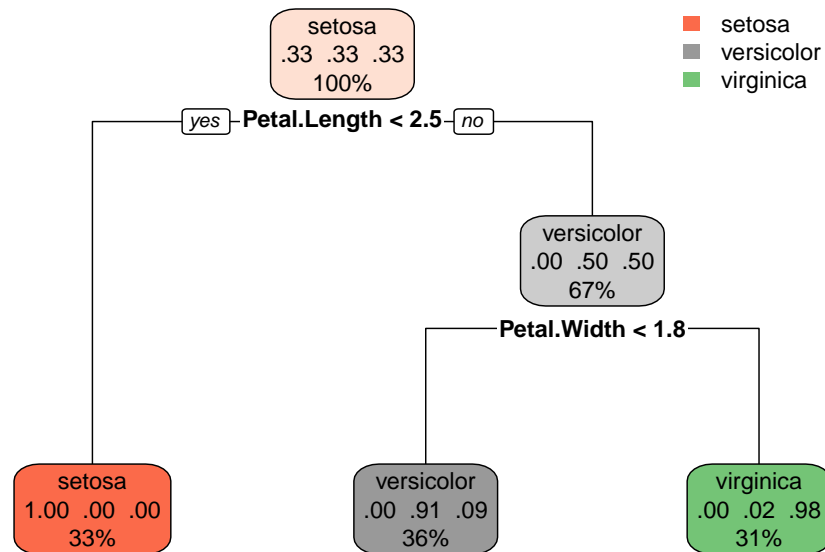 setosa
.33 .33 .33
100%
setosa
versicolor
virginica
yes Petal.Length < 2.5 no
versicolor
.00 .50 .50
67%
Petal.Width < 1.8
setosa
1.00 .00 .00
33%
versicolor
.00 .91 .09
36%
virginica
.00 .02 .98
31%